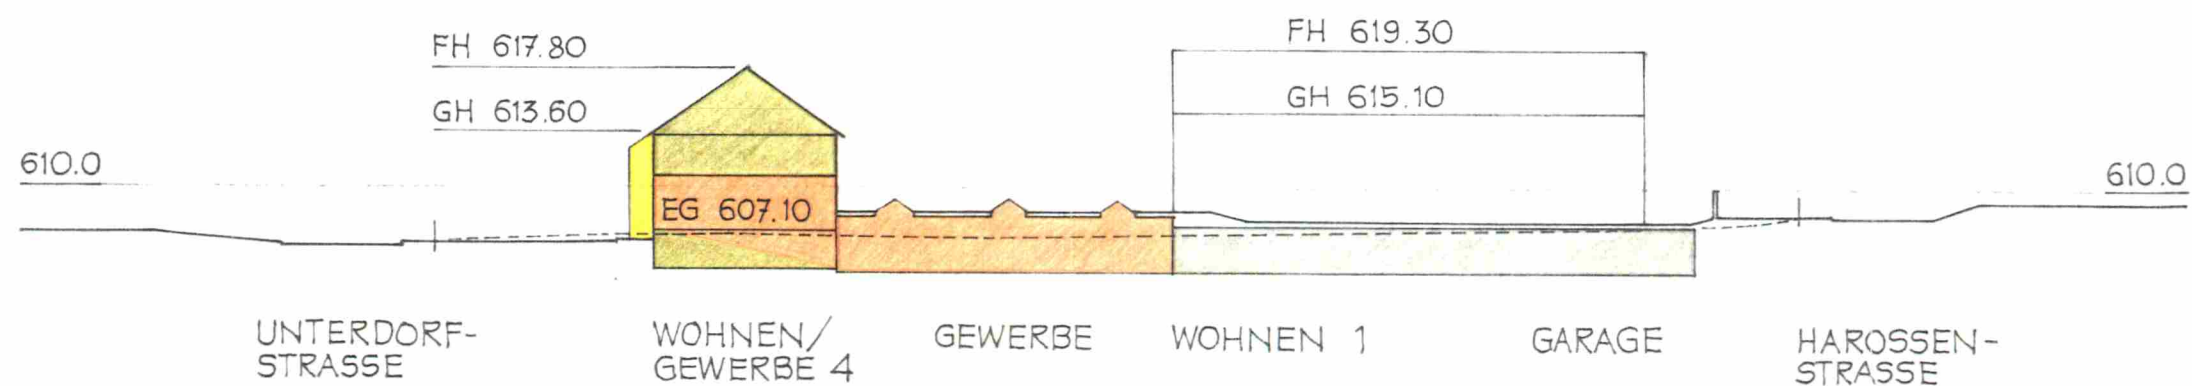 FH 617.80
FH 619.30
GH 613.60
GH 615.10
610.0
610.0
EG 607.10
UNTERDORF-
STRASSE
WOHNEN/
GEWERBE 4
GEWERBE
WOHNEN 1
GARAGE
HAROSSEN-
STRASSE